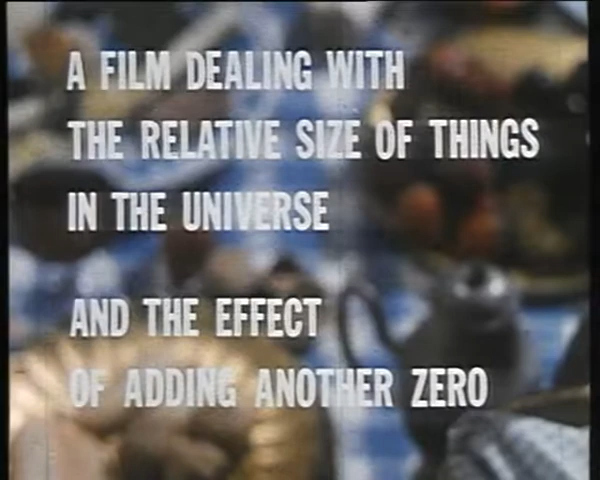 A FILM DEALING WITH
THE RELATIVE SIZE OF THINGS
IN THE UNIVERSE
AND THE EFFECT
OF ADDING ANOTHER ZERO